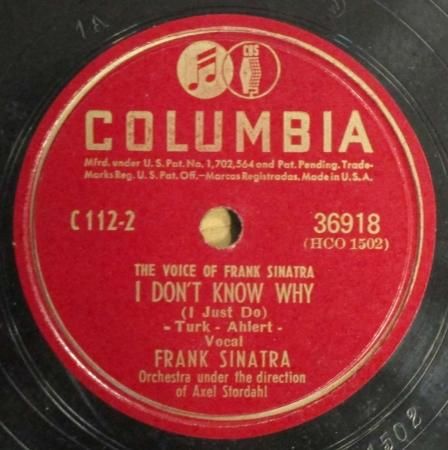 1A
CBS
COLUMBIA
Mfrd. under U.S. Pat. No. 1,702,564 and Pat. Pending. Trade-
Marks Reg. U.S. Pat. Off.—Marcas Registradas. Made in U.S.A.
C 112-2 36918
(HCO 1502)
THE VOICE OF FRANK SINATRA
I DON'T KNOW WHY
(I Just Do)
- Turk - Ahlert -
Vocal
FRANK SINATRA
Orchestra under the direction
of Axel Stordahl
1502